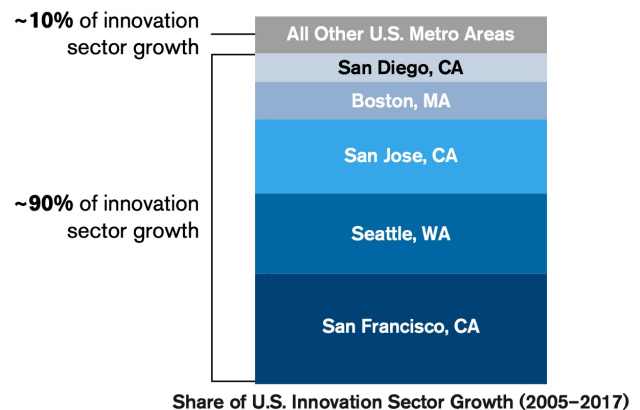 ~10% of innovation
sector growth
All Other U.S. Metro Areas
San Diego, CA
Boston, MA
San Jose, CA
~90% of innovation
sector growth
Seattle, WA
San Francisco, CA
Share of U.S. Innovation Sector Growth (2005–2017)